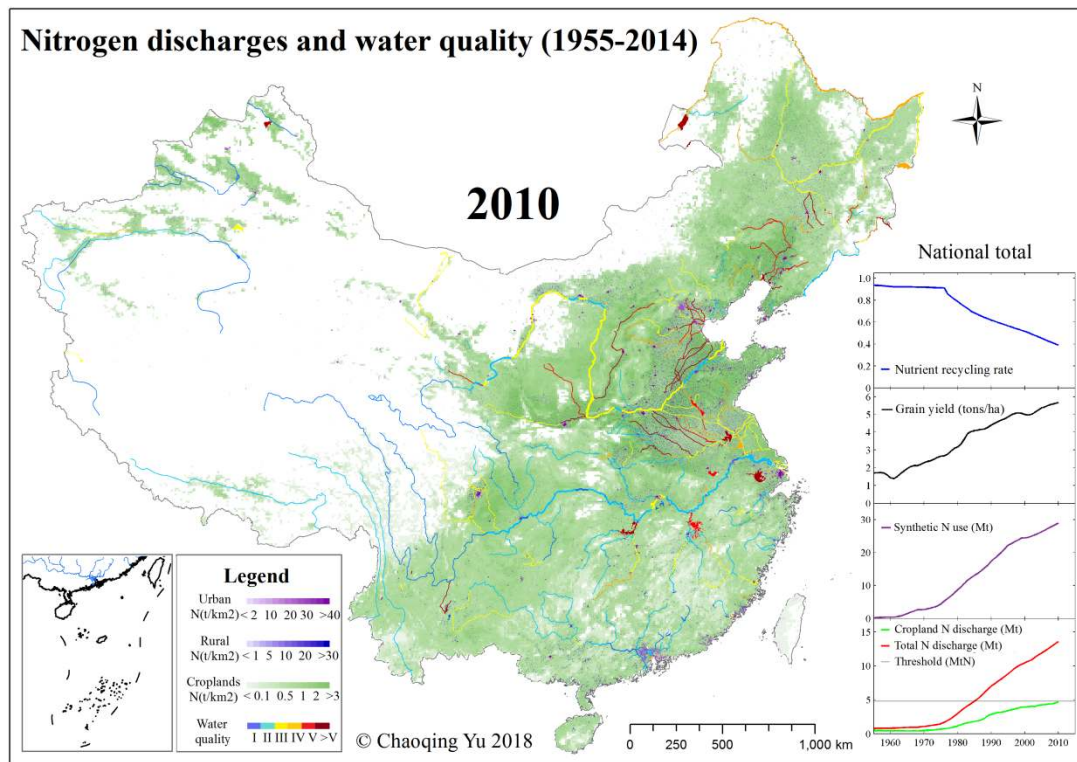 Nitrogen discharges and water quality (1955-2014)
N
2010
National total
1.0
0.8
0.6
0.4
0.2
0.0
Nutrient recycling rate
6
5
4
3
2
1
0
Grain yield (tons/ha)
30
20
10
0
Synthetic N use (Mt)
15
10
5
0
Cropland N discharge (Mt)
Total N discharge (Mt)
Threshold (MtN)
1960 1970 1980 1990 2000 2010
Legend
Urban
N(t/km2) < 2 10 20 30 >40
Rural
N(t/km2) < 1 5 10 20 >30
Croplands
N(t/km2) < 0.1 0.5 1 2 >3
Water
quality I II III IV V >V
© Chaoqing Yu 2018
0 250 500 1,000 km